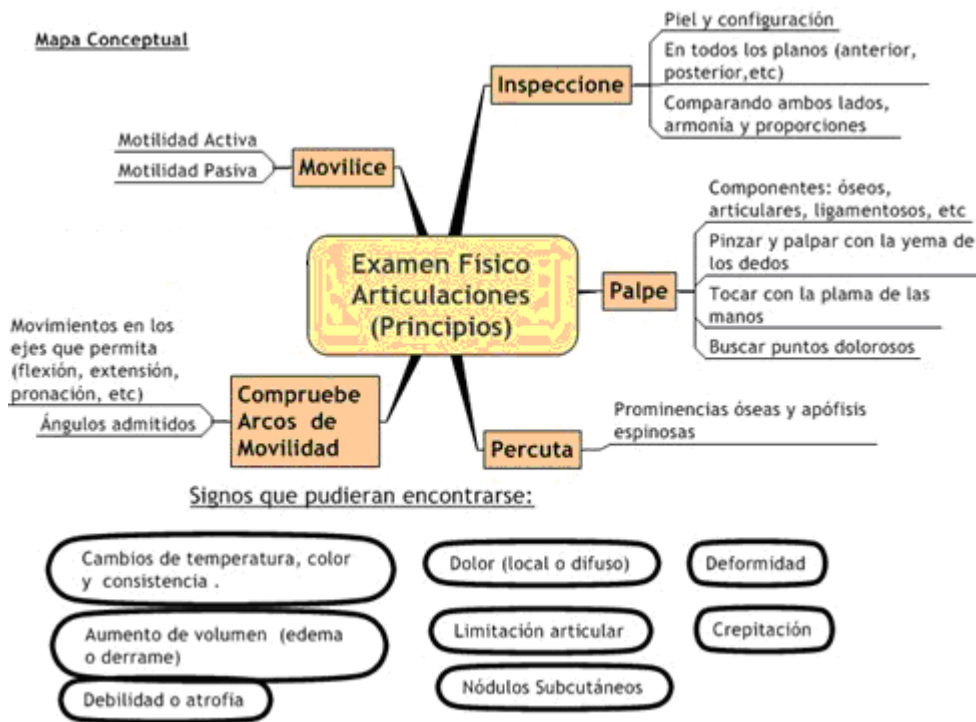 Mapa Conceptual
Inspeccione
Piel y configuración
En todos los planos (anterior,
posterior,etc)
Comparando ambos lados,
armonía y proporciones
Motilidad Activa
Motilidad Pasiva
Movilice
Examen Físico
Articulaciones
(Principios)
Palpe
Componentes: óseos,
articulares, ligamentosos, etc
Pinzar y palpar con la yema de
los dedos
Tocar con la plama de las
manos
Buscar puntos dolorosos
Movimientos en los
ejes que permita
(flexión, extensión,
pronación, etc)
Ángulos admitidos
Compruebe
Arcos de
Movilidad
Percuta
Prominencias óseas y apófisis
espinosas
Signos que pudieran encontrarse:
Cambios de temperatura, color
y consistencia .
Dolor (local o difuso)
Deformidad
Aumento de volumen (edema
o derrame)
Limitación articular
Crepitación
Debilidad o atrofia
Nódulos Subcutáneos